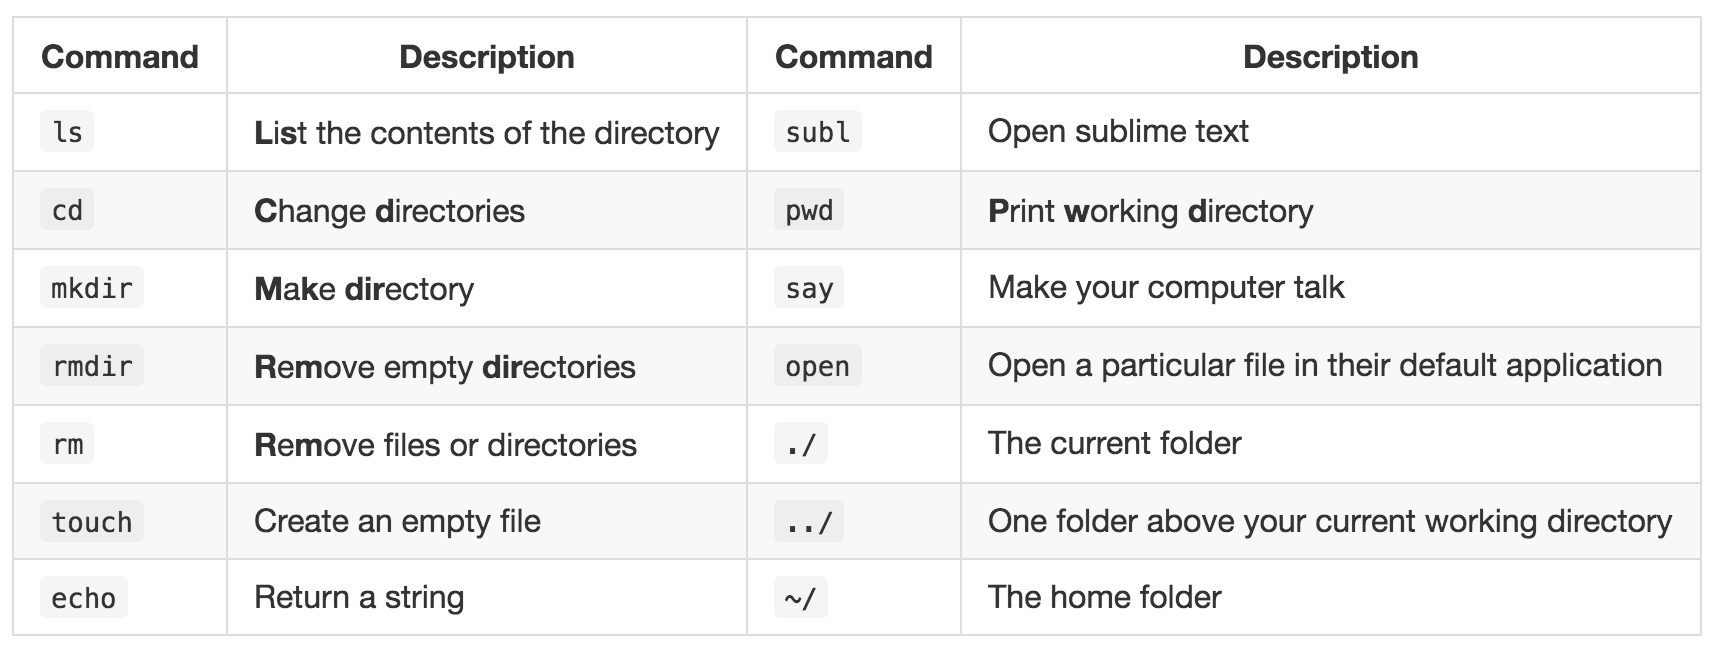 Command Description Command Description
ls List the contents of the directory subl Open sublime text
cd Change directories pwd Print working directory
mkdir Make directory say Make your computer talk
rmdir Remove empty directories open Open a particular file in their default application
rm Remove files or directories ./ The current folder
touch Create an empty file ../ One folder above your current working directory
echo Return a string ~/ The home folder